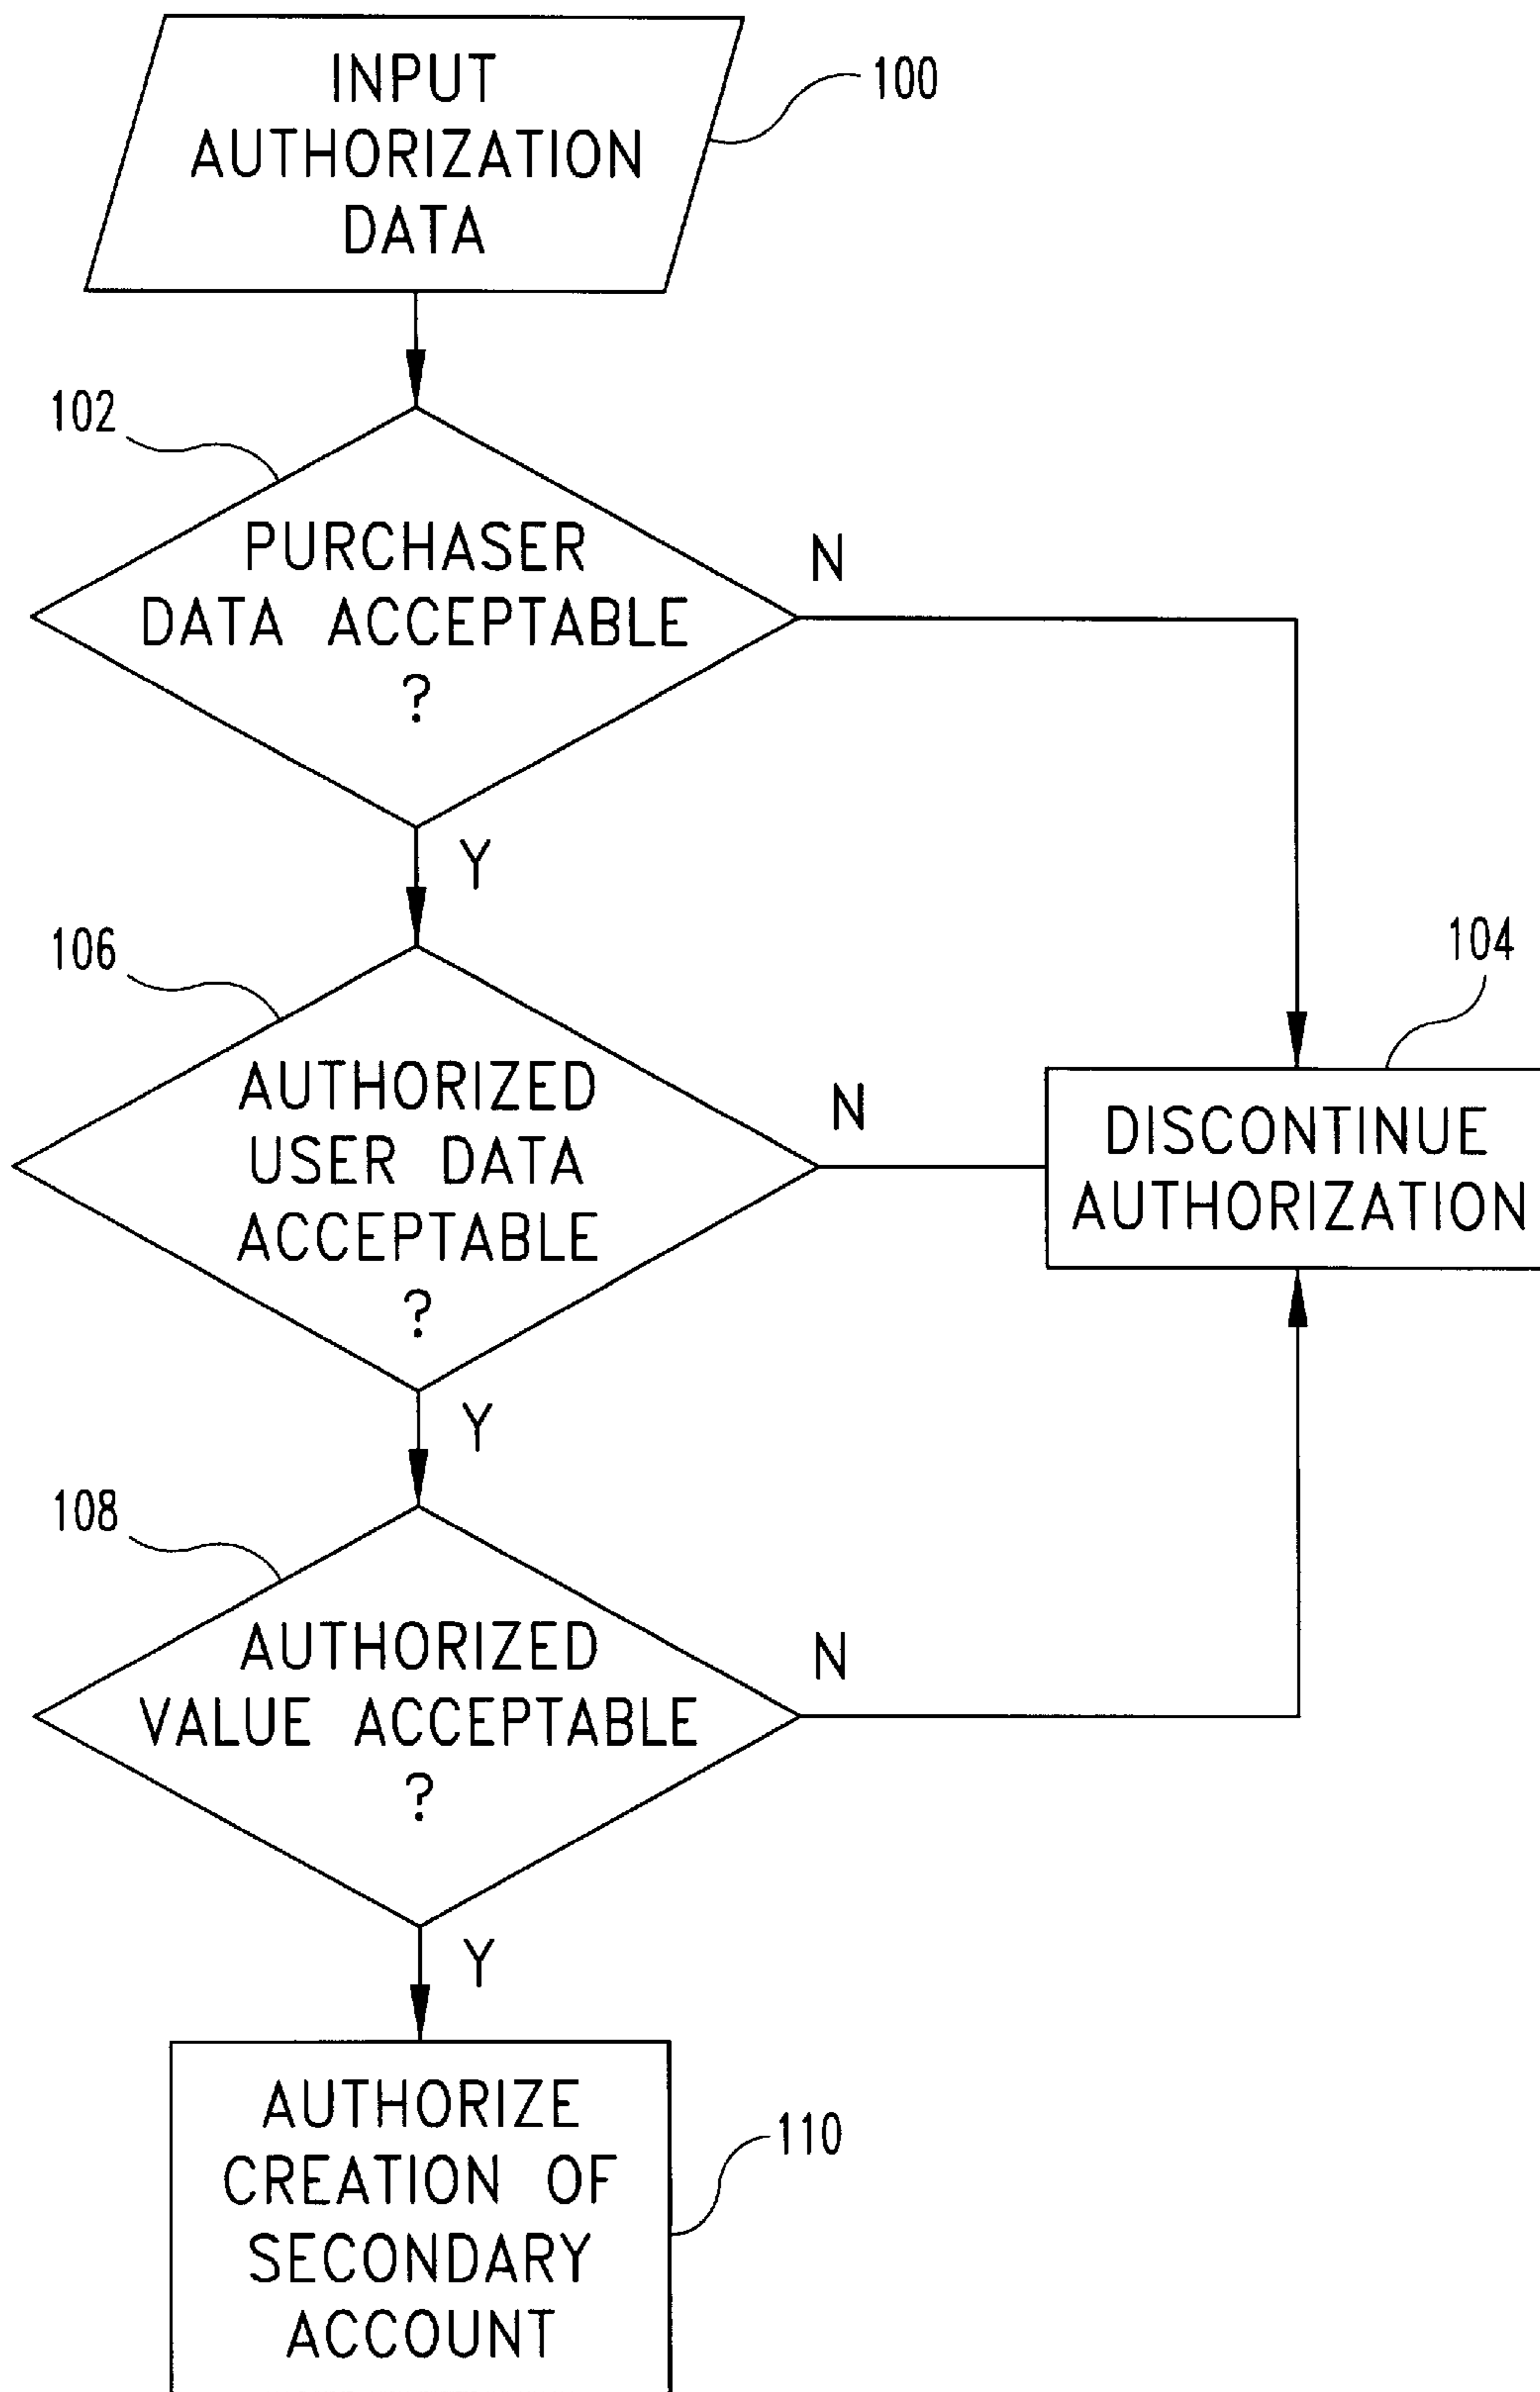 INPUT
AUTHORIZATION
DATA
100
102
PURCHASER
DATA ACCEPTABLE
?
N
Y
106
AUTHORIZED
USER DATA
ACCEPTABLE
?
N
104
DISCONTINUE
AUTHORIZATION
Y
108
AUTHORIZED
VALUE ACCEPTABLE
?
N
Y
AUTHORIZE
CREATION OF
SECONDARY
ACCOUNT
110